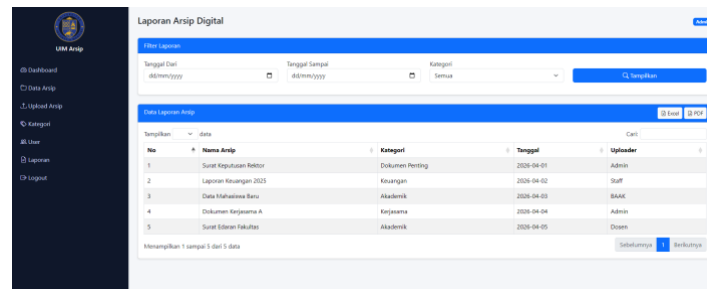 UIM Arsip
Dashboard
Data Arsip
Upload Arsip
Kategori
User
Laporan
Logout
Laporan Arsip Digital
Admi
Filter Laporan
Tanggal Dari Tanggal Sampai Kategori
dd/mm/yyyy dd/mm/yyyy Semua Tampilkan
Data Laporan Arsip Excel PDF
Tampilkan data Cari:
No Nama Arsip Kategori Tanggal Uploader
1 Surat Keputusan Rektor Dokumen Penting 2026-04-01 Admin
2 Laporan Keuangan 2025 Keuangan 2026-04-02 Staff
3 Data Mahasiswa Baru Akademik 2026-04-03 BAAK
4 Dokumen Kerjasama A Kerjasama 2026-04-04 Admin
5 Surat Edaran Fakultas Akademik 2026-04-05 Dosen
Menampilkan 1 sampai 5 dari 5 data Sebelumnya 1 Berikutnya